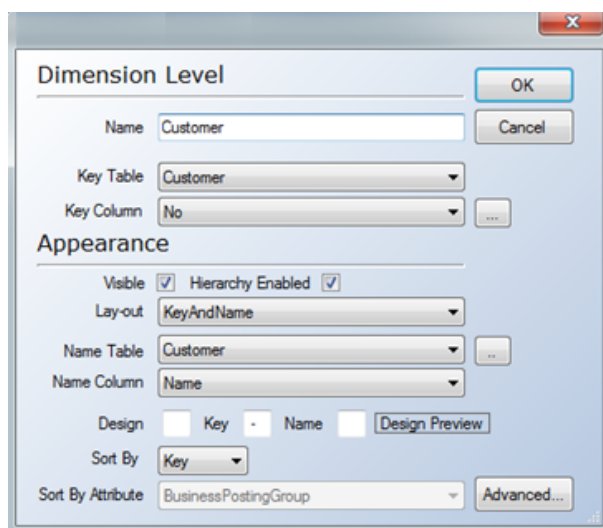 Dimension Level
OK
Name Customer
Cancel
Key Table Customer
Key Column No ...
Appearance
Visible Hierarchy Enabled
Lay-out KeyAndName
Name Table Customer ..
Name Column Name
Design Key - Name Design Preview
Sort By Key
Sort By Attribute BusinessPostingGroup Advanced...